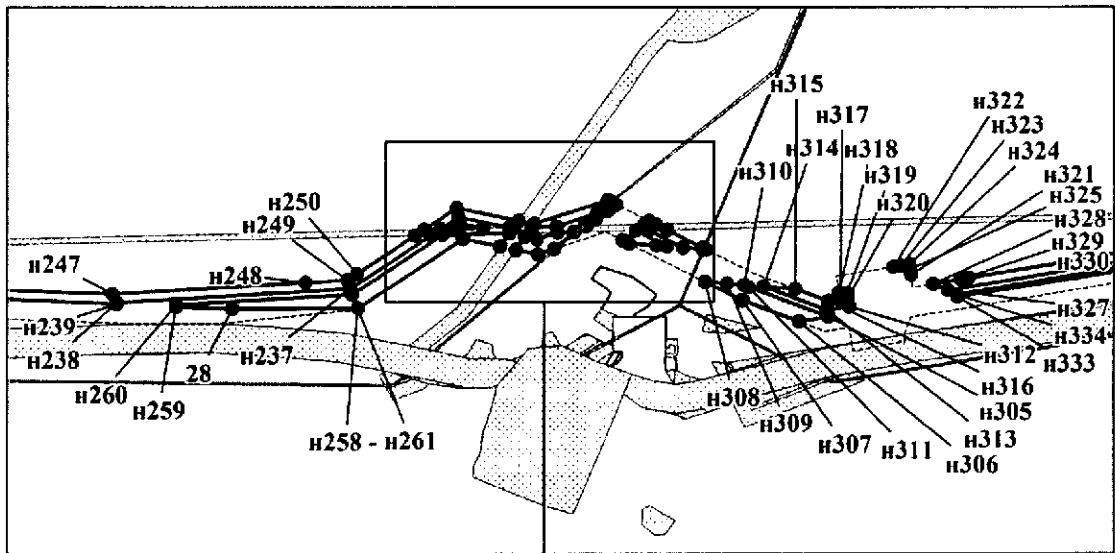 н315
н322
н317
н323
н314
н318
н324
н310
н319
н321
н320
н325
н250
н328
н249
н329
н247
н248
н330
н239
н327
н238
н237
н334
н312
н333
н260
28
н316
н259
н308
н305
н309
н258 - н261
н307
н311
н313
н306